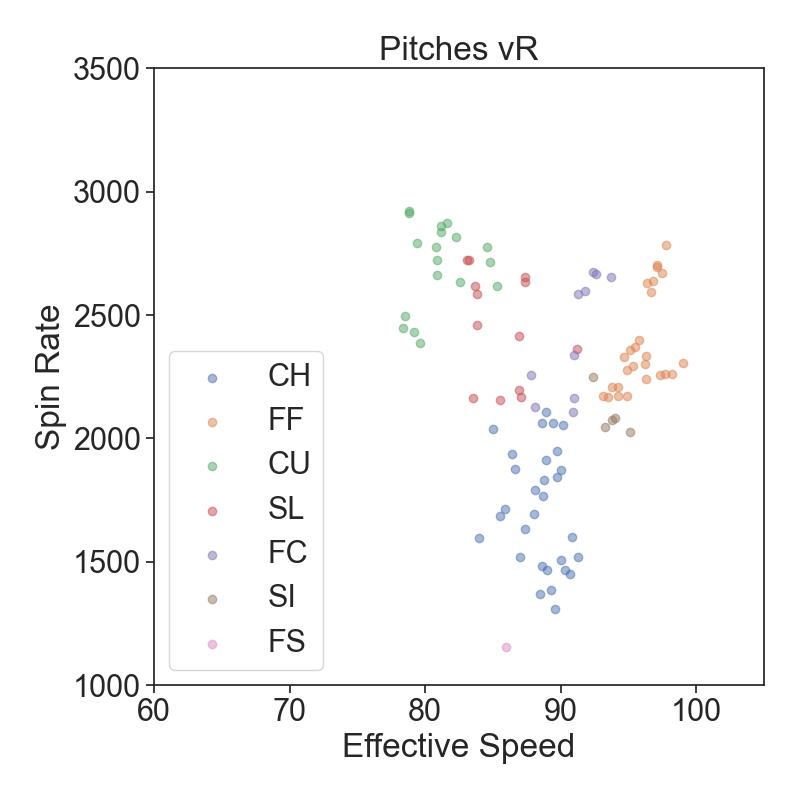 Pitches vR
3500
3000
2500
2000
1500
1000
Spin Rate
CH
FF
CU
SL
FC
SI
FS
60 70 80 90 100
Effective Speed